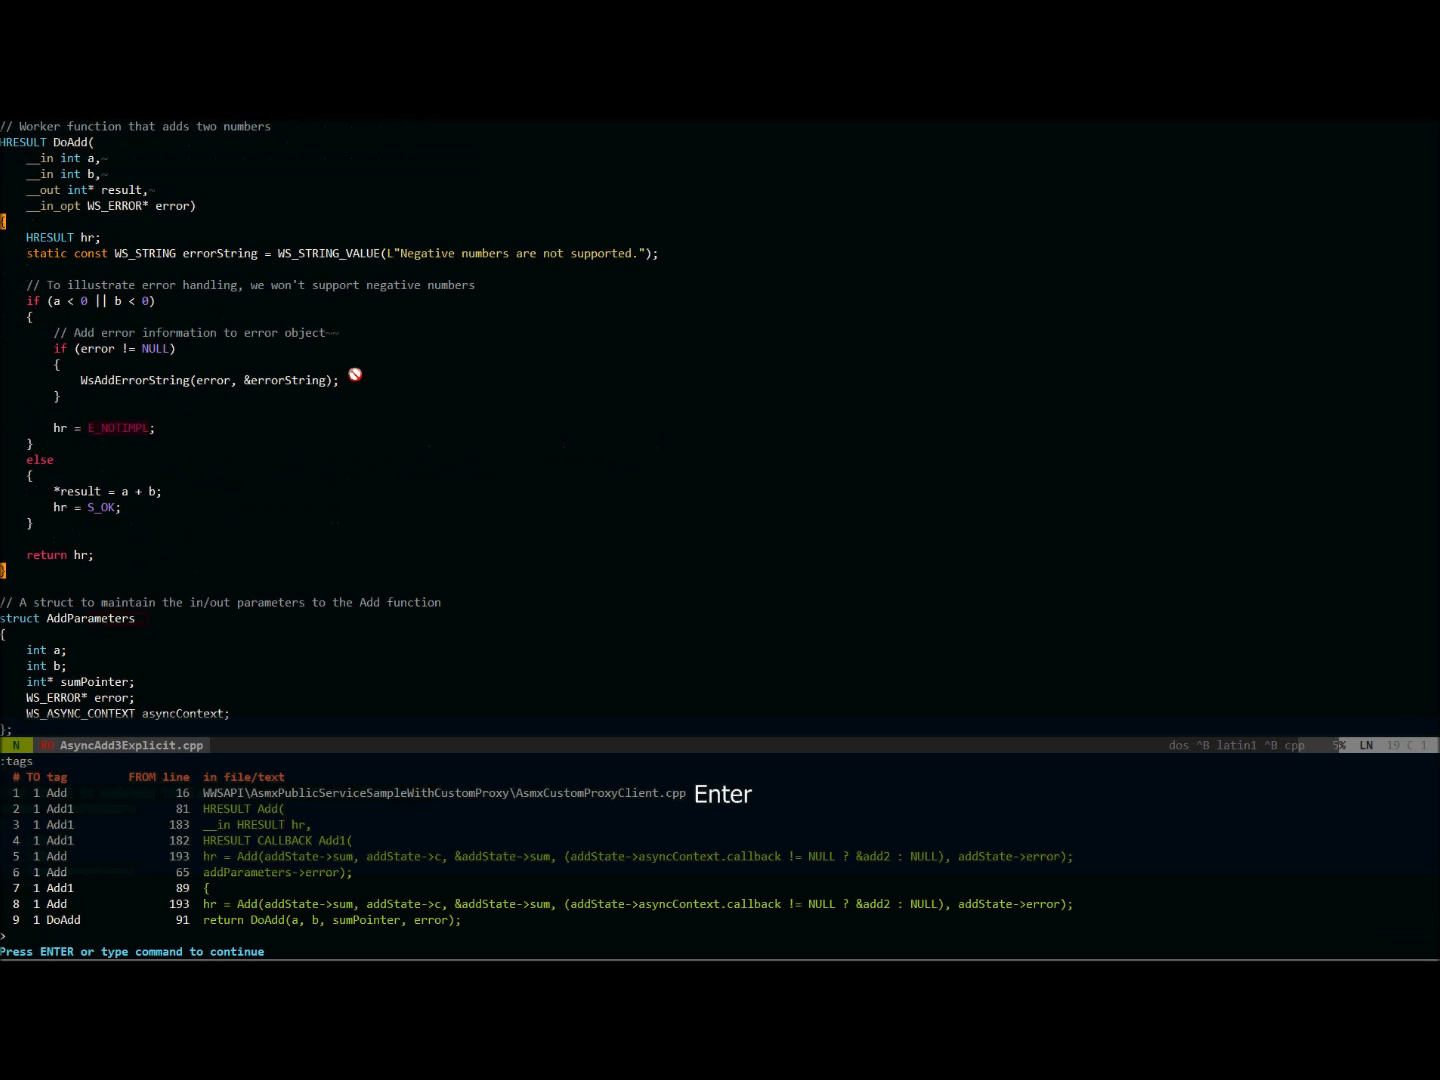 // Worker function that adds two numbers
HRESULT DoAdd(
    __in int a,~
    __in int b,~
    __out int* result,~
    __in_opt WS_ERROR* error)
{
    HRESULT hr;
    static const WS_STRING errorString = WS_STRING_VALUE(L"Negative numbers are not supported.");
    // To illustrate error handling, we won't support negative numbers
    if (a < 0 || b < 0)
    {
        // Add error information to error object~~
        if (error != NULL)
        {
            WsAddErrorString(error, &errorString);
        }
        hr = E_NOTIMPL;
    }
    else
    {
        *result = a + b;
        hr = S_OK;
    }
    return hr;
}
// A struct to maintain the in/out parameters to the Add function
struct AddParameters
{
    int a;
    int b;
    int* sumPointer;
    WS_ERROR* error;
    WS_ASYNC_CONTEXT asyncContext;
};
N RO AsyncAdd3Explicit.cpp dos ^B latin1 ^B cpp 5% LN 19 C 1
:tags
# TO tag FROM line in file/text
1 1 Add 16 WWSAPI\AsmxPublicServiceSampleWithCustomProxy\AsmxCustomProxyClient.cpp Enter
2 1 Add1 81 HRESULT Add(
3 1 Add1 183 __in HRESULT hr,
4 1 Add1 182 HRESULT CALLBACK Add1(
5 1 Add 193 hr = Add(addState->sum, addState->c, &addState->sum, (addState->asyncContext.callback != NULL ? &add2 : NULL), addState->error);
6 1 Add 65 addParameters->error);
7 1 Add1 89 {
8 1 Add 193 hr = Add(addState->sum, addState->c, &addState->sum, (addState->asyncContext.callback != NULL ? &add2 : NULL), addState->error);
9 1 DoAdd 91 return DoAdd(a, b, sumPointer, error);
>
Press ENTER or type command to continue